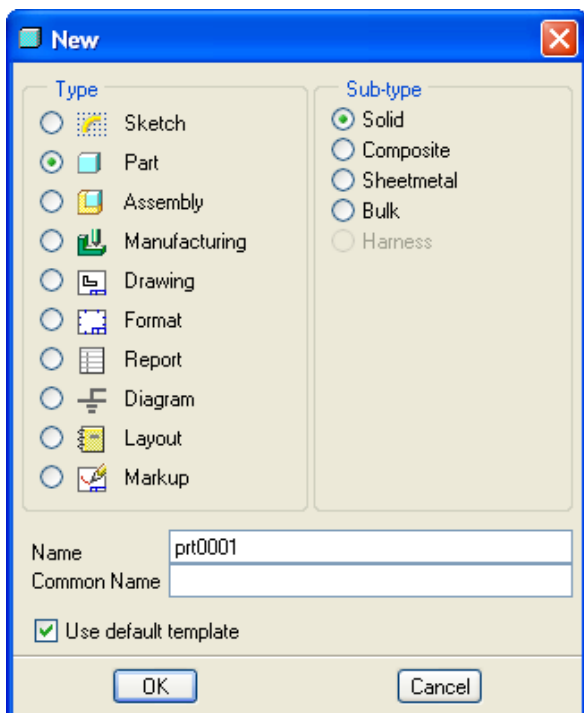 New
Type
Sketch
Part
Assembly
Manufacturing
Drawing
Format
Report
Diagram
Layout
Markup
Sub-type
Solid
Composite
Sheetmetal
Bulk
Harness
Name prt0001
Common Name
Use default template
OK Cancel